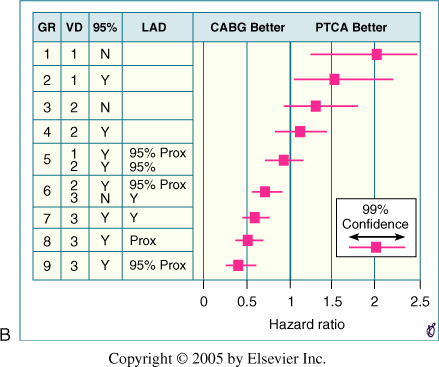 GR VD 95% LAD CABG Better PTCA Better
1 1 N
2 1 Y
3 2 N
4 2 Y
5 1 Y 95% Prox
2 Y 95%
6 2 Y 95% Prox
3 N Y
7 3 Y Y
8 3 Y Prox
9 3 Y 95% Prox
99%
Confidence
0 0.5 1 1.5 2 2.5
Hazard ratio
B
Copyright © 2005 by Elsevier Inc.